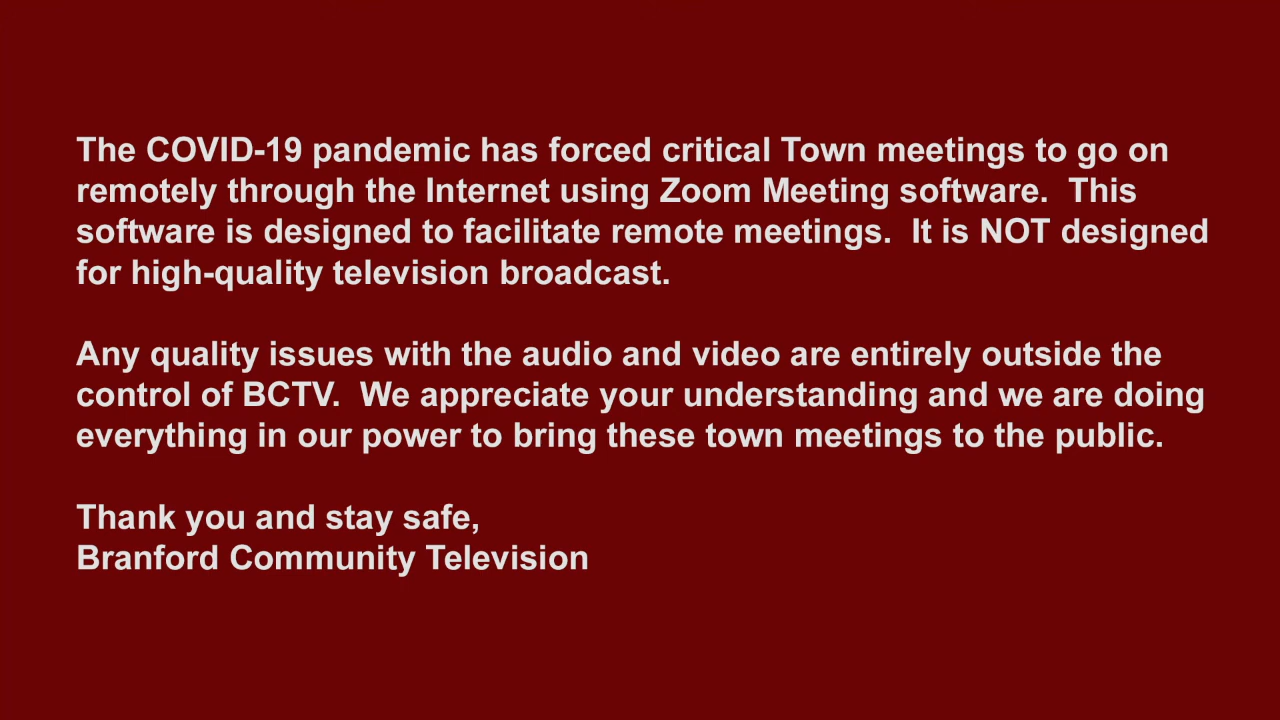 The COVID-19 pandemic has forced critical Town meetings to go on
remotely through the Internet using Zoom Meeting software.  This
software is designed to facilitate remote meetings.  It is NOT designed
for high-quality television broadcast.
Any quality issues with the audio and video are entirely outside the
control of BCTV.  We appreciate your understanding and we are doing
everything in our power to bring these town meetings to the public.
Thank you and stay safe,
Branford Community Television